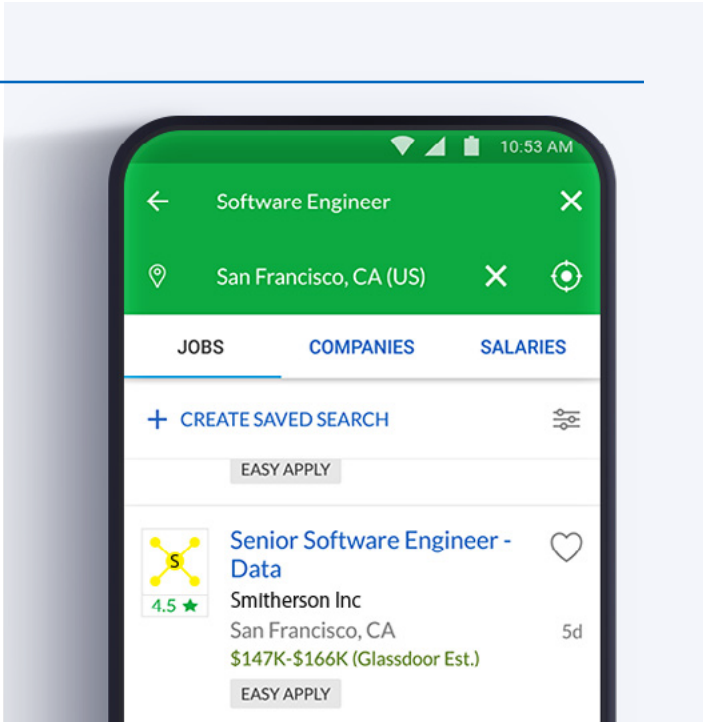 10:53 AM
Software Engineer
San Francisco, CA (US)
JOBS COMPANIES SALARIES
CREATE SAVED SEARCH
EASY APPLY
Senior Software Engineer -
Data
S
4.5
Smitherson Inc
San Francisco, CA 5d
$147K-$166K (Glassdoor Est.)
EASY APPLY